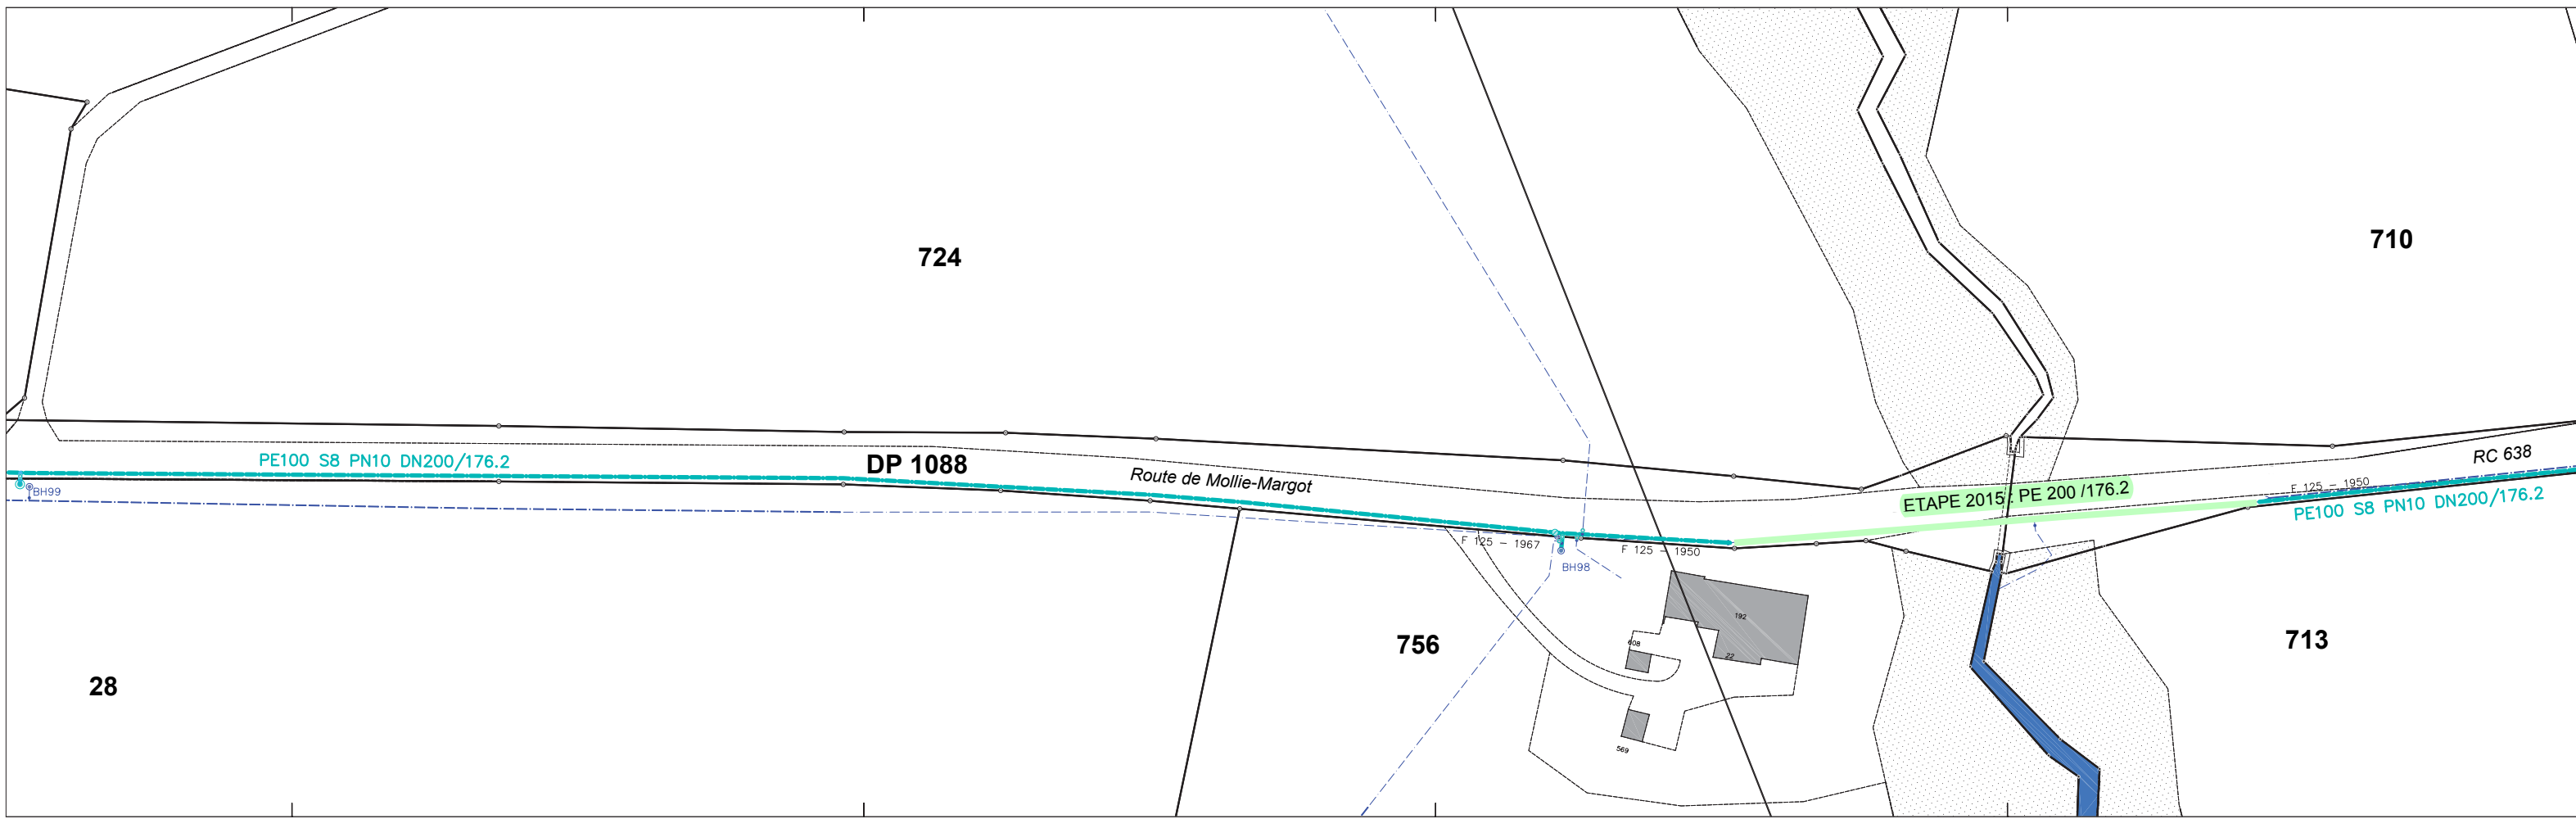 724
710
PE100 S8 PN10 DN200/176.2
DP 1088
Route de Mollie-Margot
RC 638
BH99
ETAPE 2015 : PE 200 /176.2
F 125 - 1950
PE100 S8 PN10 DN200/176.2
F 125 - 1967
F 125 - 1950
BH98
192
608
22
756
713
28
569